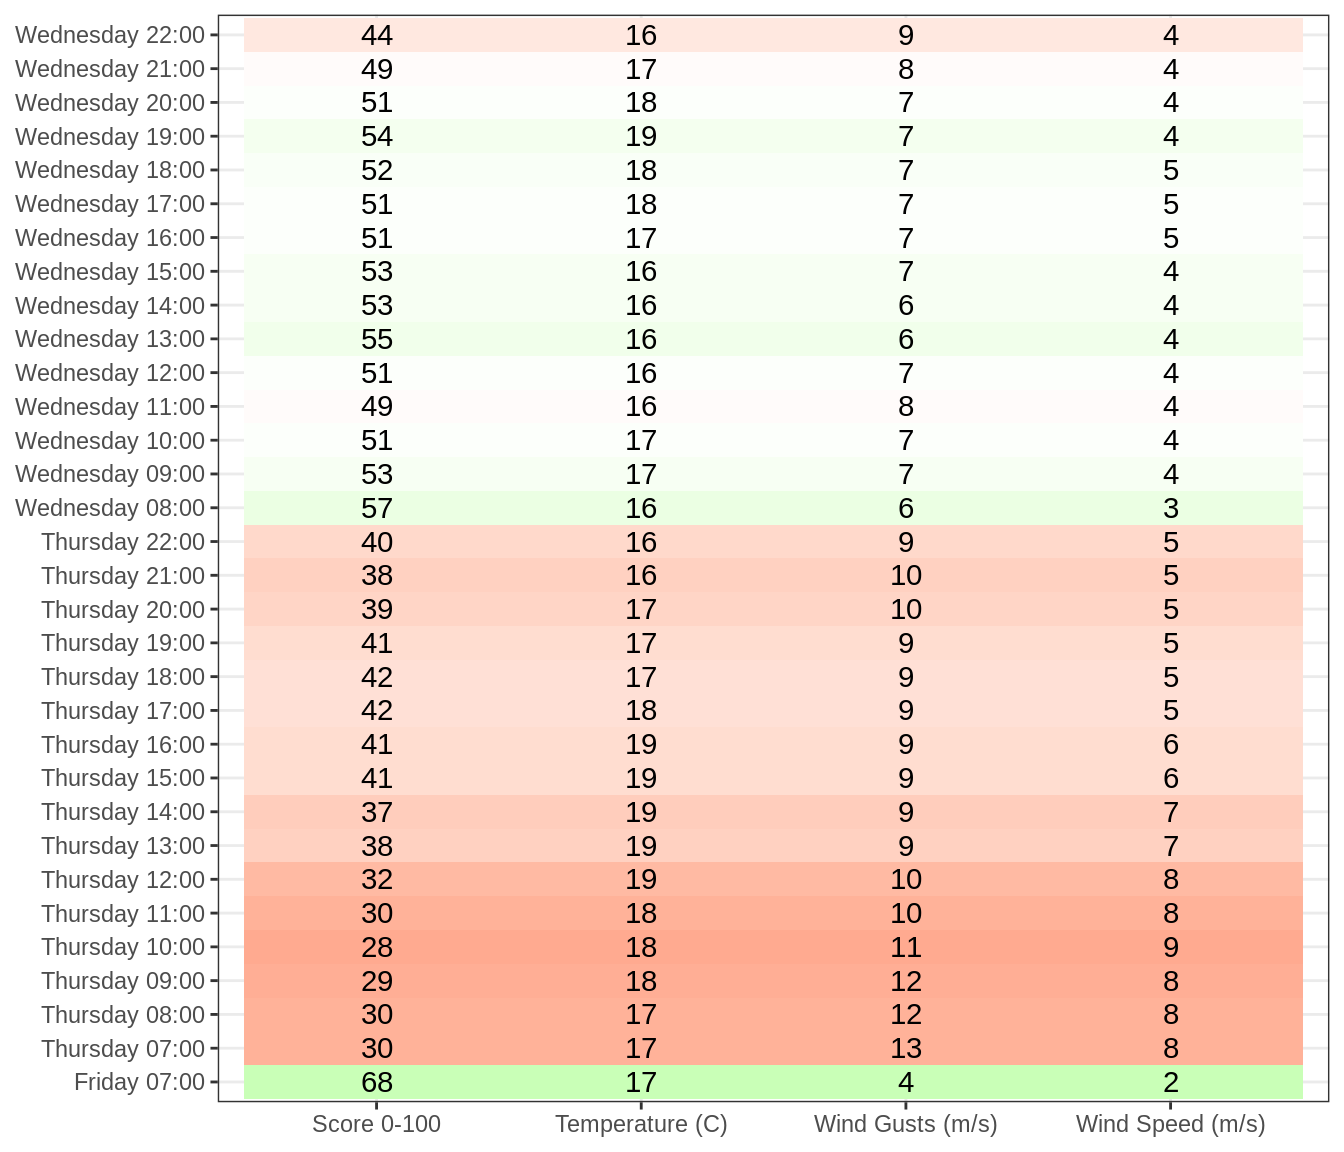 Wednesday 22:00 44 16 9 4
Wednesday 21:00 49 17 8 4
Wednesday 20:00 51 18 7 4
Wednesday 19:00 54 19 7 4
Wednesday 18:00 52 18 7 5
Wednesday 17:00 51 18 7 5
Wednesday 16:00 51 17 7 5
Wednesday 15:00 53 16 7 4
Wednesday 14:00 53 16 6 4
Wednesday 13:00 55 16 6 4
Wednesday 12:00 51 16 7 4
Wednesday 11:00 49 16 8 4
Wednesday 10:00 51 17 7 4
Wednesday 09:00 53 17 7 4
Wednesday 08:00 57 16 6 3
Thursday 22:00 40 16 9 5
Thursday 21:00 38 16 10 5
Thursday 20:00 39 17 10 5
Thursday 19:00 41 17 9 5
Thursday 18:00 42 17 9 5
Thursday 17:00 42 18 9 5
Thursday 16:00 41 19 9 6
Thursday 15:00 41 19 9 6
Thursday 14:00 37 19 9 7
Thursday 13:00 38 19 9 7
Thursday 12:00 32 19 10 8
Thursday 11:00 30 18 10 8
Thursday 10:00 28 18 11 9
Thursday 09:00 29 18 12 8
Thursday 08:00 30 17 12 8
Thursday 07:00 30 17 13 8
Friday 07:00 68 17 4 2
Score 0-100 Temperature (C) Wind Gusts (m/s) Wind Speed (m/s)